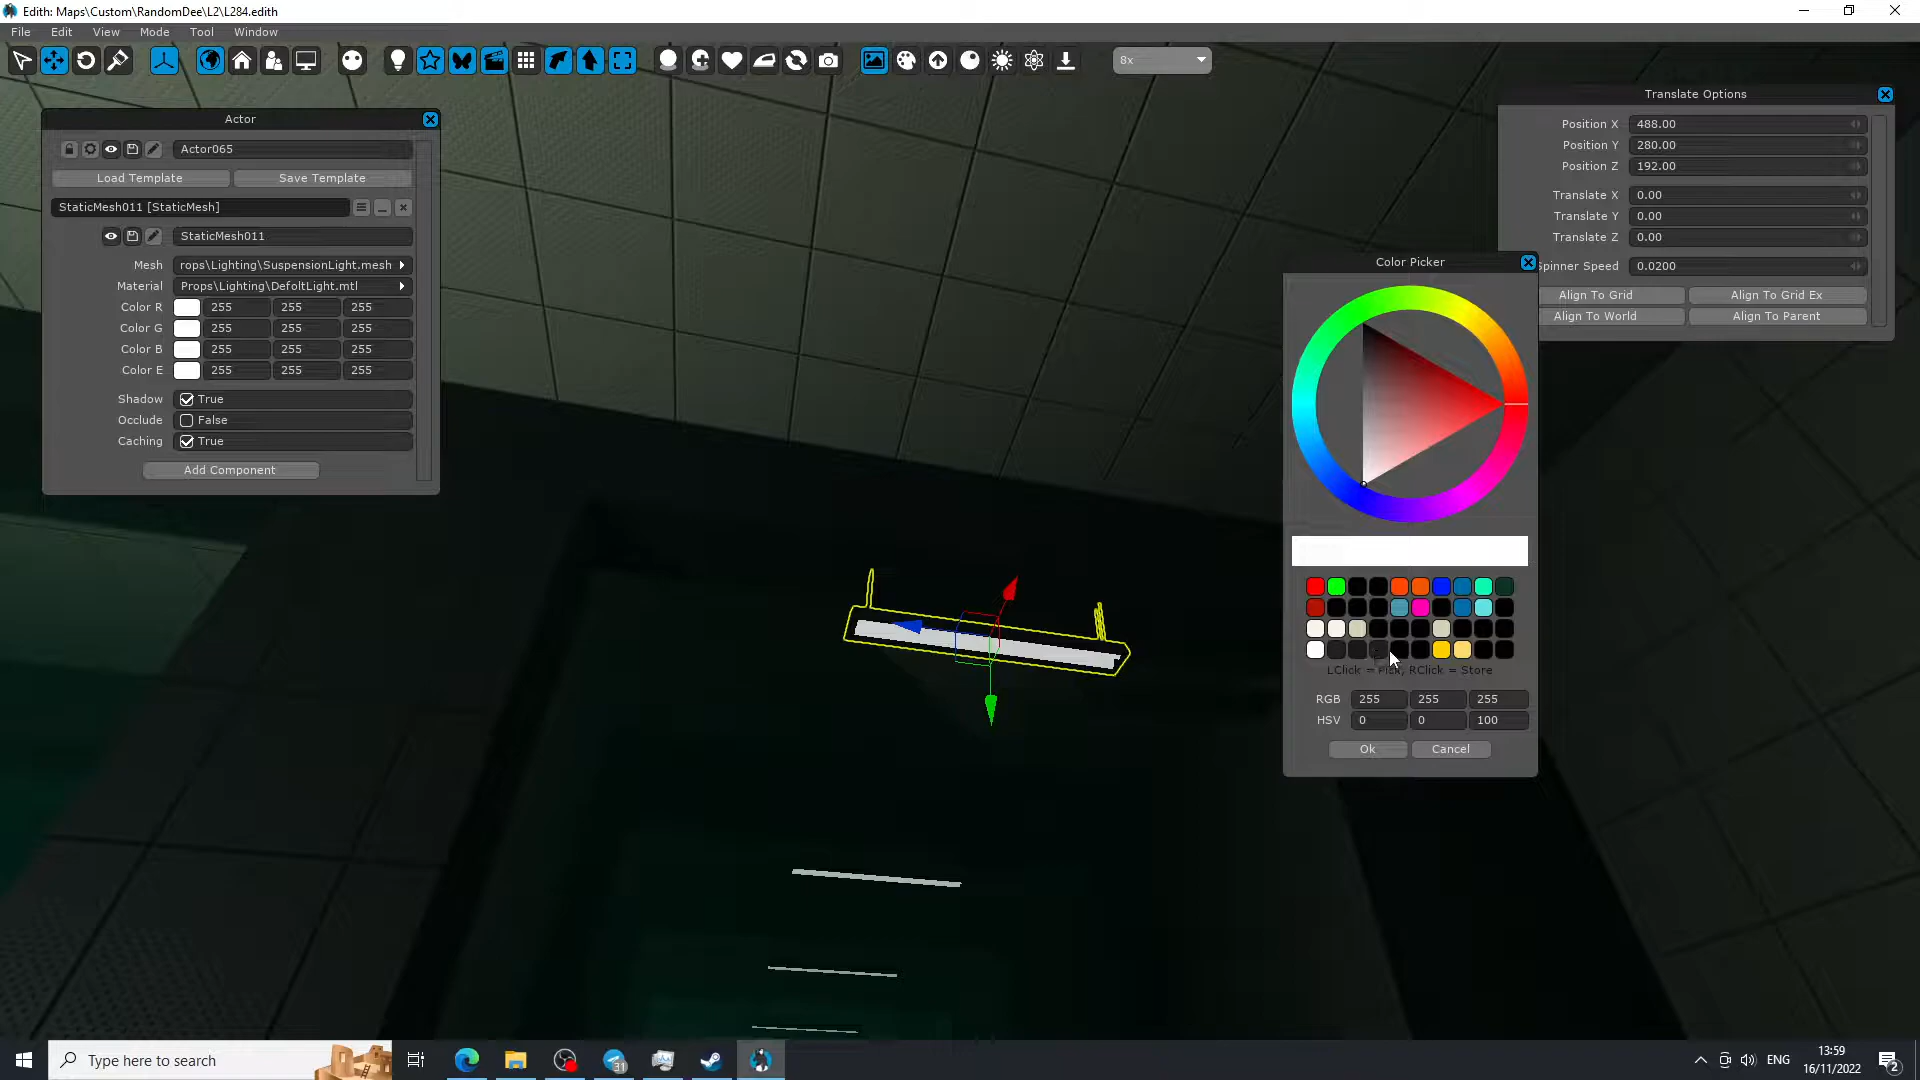 Edith: Maps\Custom\RandomDee\L2\L284.edith
File Edit View Mode Tool Window
8x
Actor
Actor065
Load Template Save Template
StaticMesh011 [StaticMesh]
StaticMesh011
Mesh rops\Lighting\SuspensionLight.mesh
Material Props\Lighting\DefoltLight.mtl
Color R 255 255 255
Color G 255 255 255
Color B 255 255 255
Color E 255 255 255
Shadow True
Occlude False
Caching True
Add Component
Translate Options
Position X 488.00
Position Y 280.00
Position Z 192.00
Translate X 0.00
Translate Y 0.00
Translate Z 0.00
Spinner Speed 0.0200
Align To Grid Align To Grid Ex
Align To World Align To Parent
Color Picker
LClick = Pick, RClick = Store
RGB 255 255 255
HSV 0 0 100
Ok Cancel
Type here to search
31
ENG
13:59
16/11/2022
2